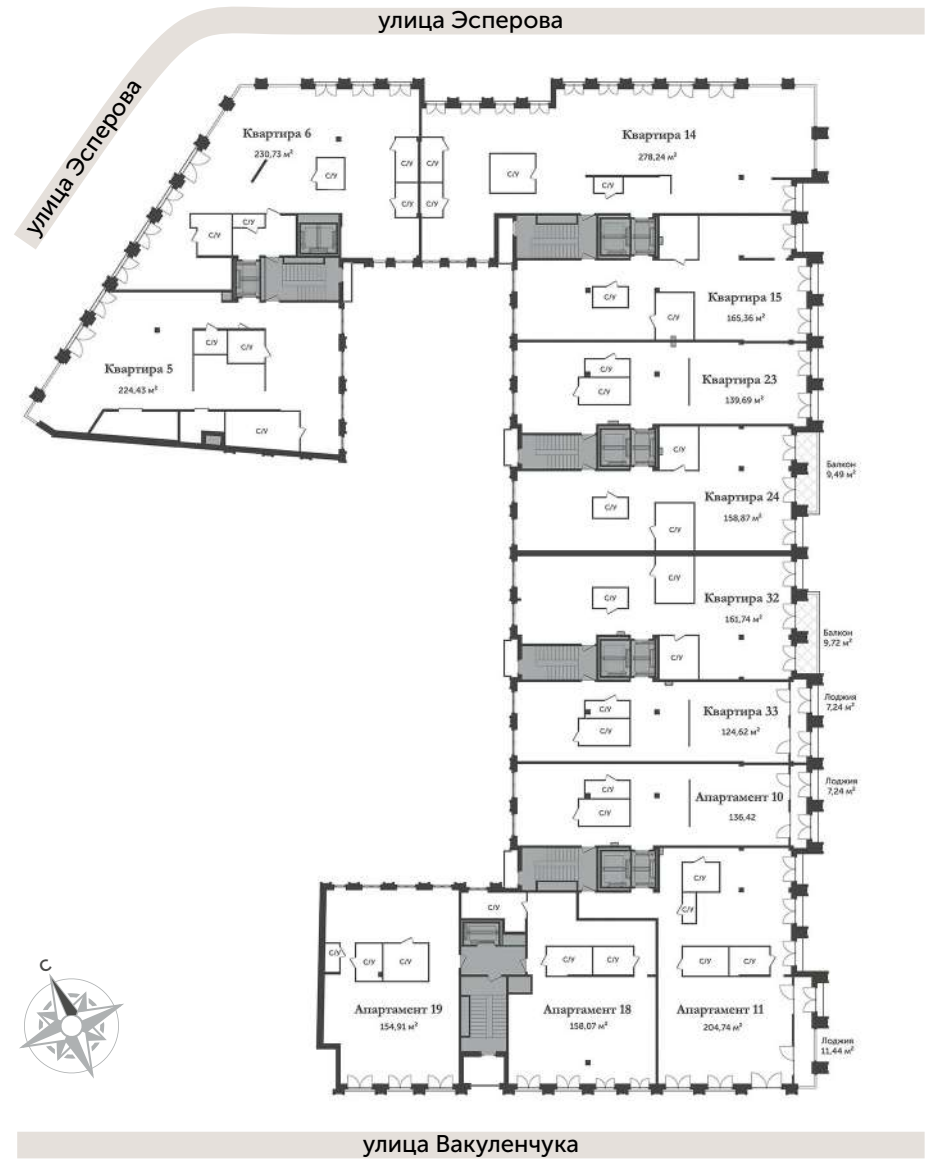 улица Эсперова
улица Эсперова
Квартира 6
230,73 м²
С/У
С/У
С/У
С/У
С/У
С/У
С/У
Квартира 14
278,24 м²
С/У
С/У
С/У
С/У
Квартира 15
165,36 м²
С/У
С/У
Квартира 5
224,43 м²
С/У
С/У
С/У
Квартира 23
139,69 м²
С/У
С/У
Квартира 24
158,87 м²
С/У
С/У
С/У
Балкон
9,49 м²
Квартира 32
161,74 м²
С/У
С/У
С/У
Балкон
9,72 м²
Квартира 33
124,62 м²
С/У
С/У
Лоджия
7,24 м²
Апартамент 10
136,42
С/У
С/У
Лоджия
7,24 м²
С/У
С/У
С/У
С/У
С/У
С/У
С/У
С/У
С/У
С/У
Апартамент 19
154,91 м²
Апартамент 18
158,07 м²
Апартамент 11
204,74 м²
Лоджия
11,44 м²
С
улица Вакуленчука